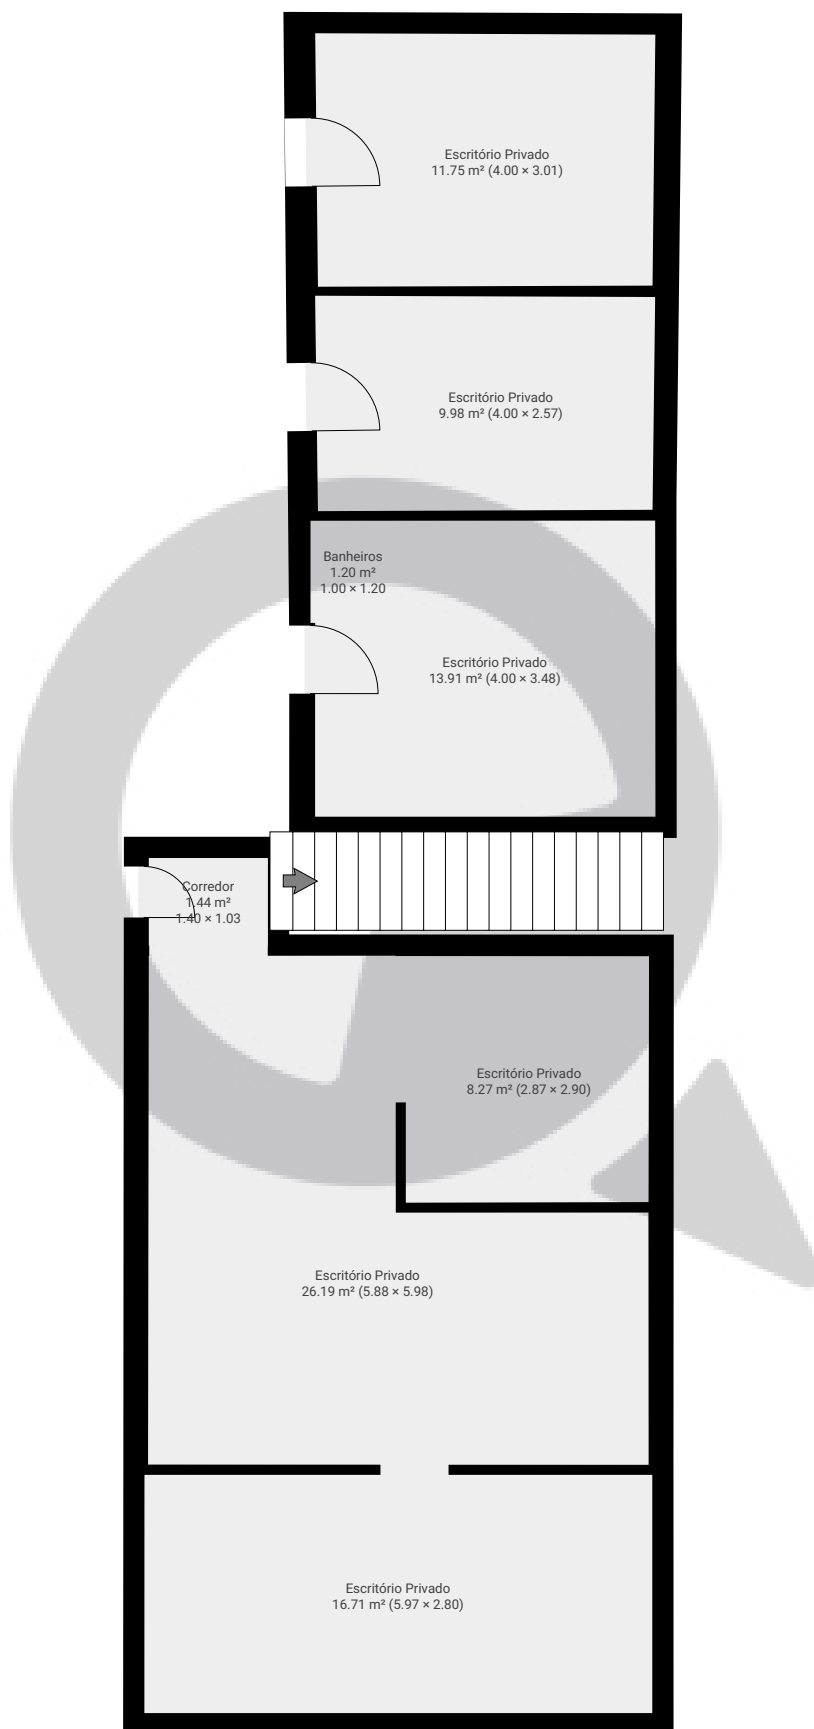 Escritório Privado
11.75 m² (4.00 × 3.01)
Escritório Privado
9.98 m² (4.00 × 2.57)
Banheiros
1.20 m²
1.00 × 1.20
Escritório Privado
13.91 m² (4.00 × 3.48)
Corredor
1.44 m²
1.40 × 1.03
Escritório Privado
8.27 m² (2.87 × 2.90)
Escritório Privado
26.19 m² (5.88 × 5.98)
Escritório Privado
16.71 m² (5.97 × 2.80)